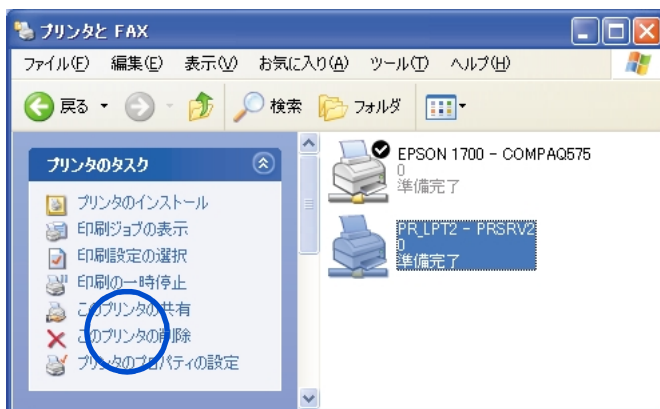 プリンタと FAX
ファイル(F) 編集(E) 表示(V) お気に入り(A) ツール(T) ヘルプ(H)
戻る 検索 フォルダ
プリンタのタスク
プリンタのインストール
印刷ジョブの表示
印刷設定の選択
印刷の一時停止
このプリンタの共有
このプリンタの削除
プリンタのプロパティの設定
EPSON 1700 - COMPAQ575
0
準備完了
PR_LPT2 - PRSRV2
0
準備完了